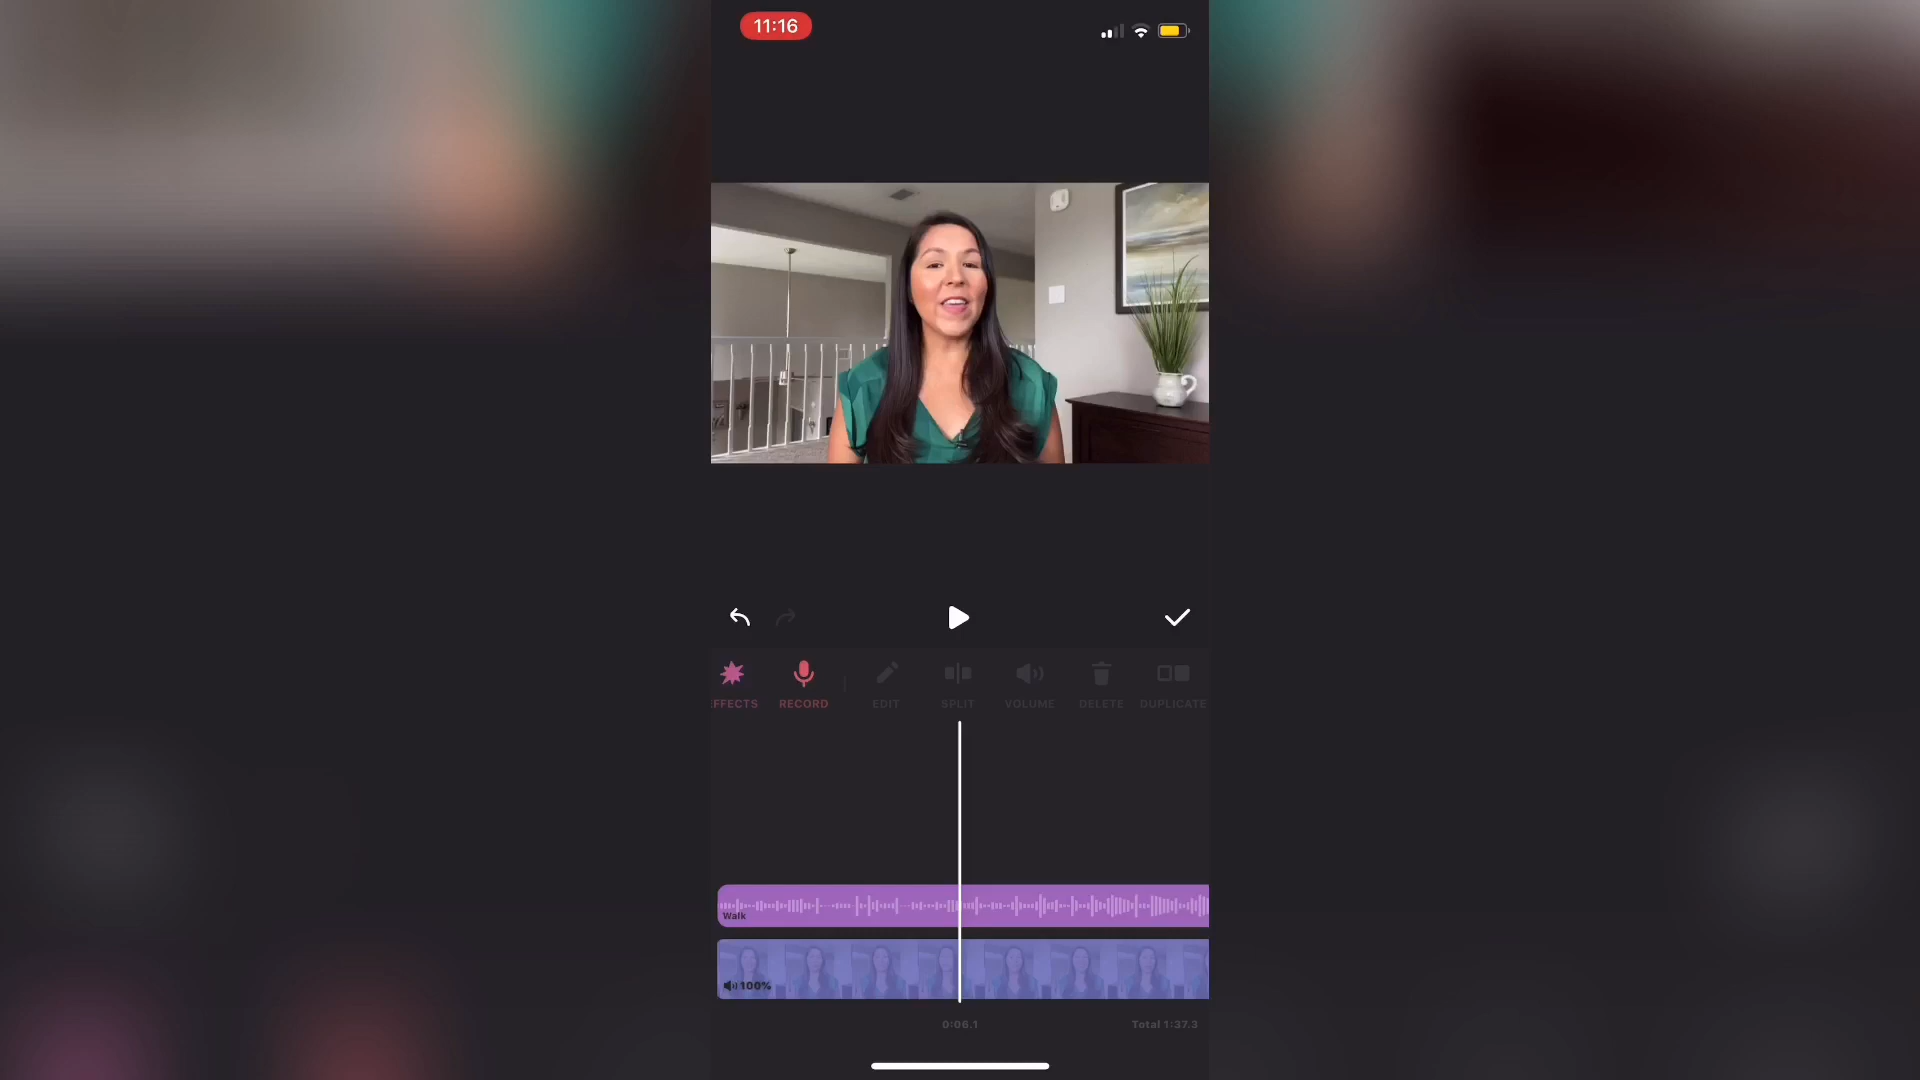 11:16
FFECTS
RECORD
EDIT
SPLIT
VOLUME
DELETE
DUPLICATE
Walk
100%
0:06.1
Total 1:37.3